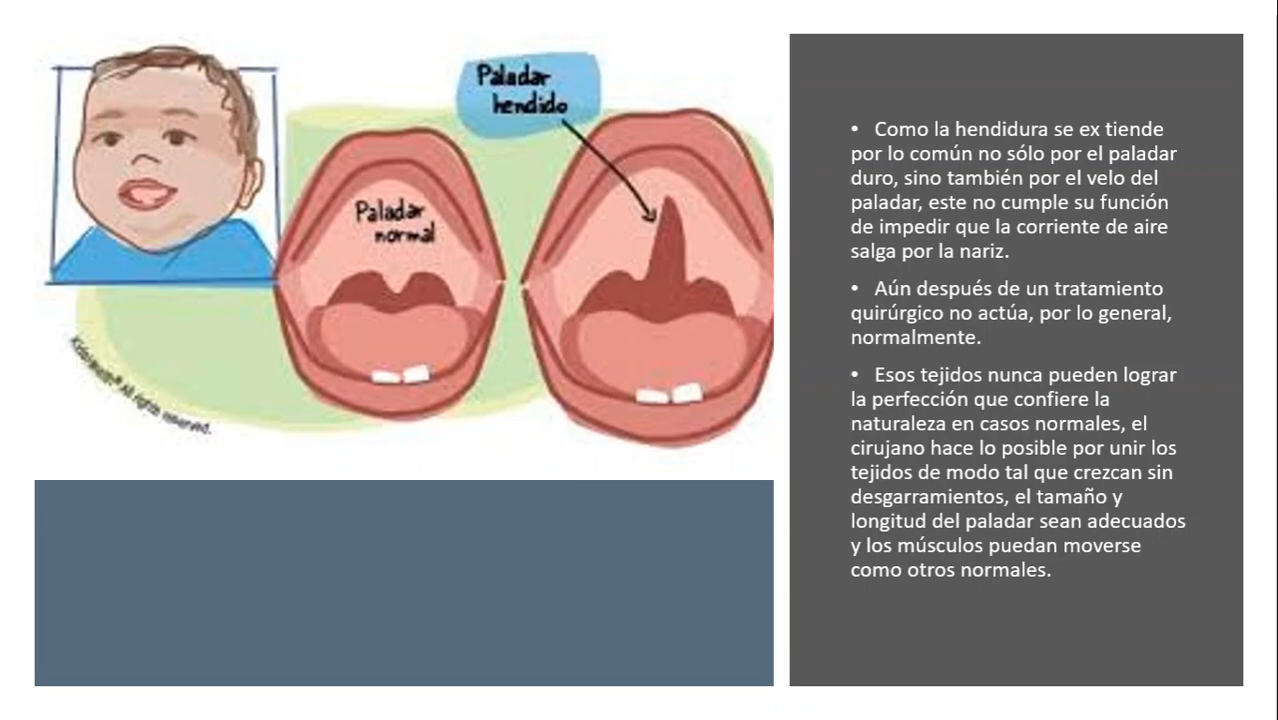 Paladar
hendido
Paladar
normal
KidsHealth® All rights reserved.
• Como la hendidura se ex tiende
por lo común no sólo por el paladar
duro, sino también por el velo del
paladar, este no cumple su función
de impedir que la corriente de aire
salga por la nariz.
• Aún después de un tratamiento
quirúrgico no actúa, por lo general,
normalmente.
• Esos tejidos nunca pueden lograr
la perfección que confiere la
naturaleza en casos normales, el
cirujano hace lo posible por unir los
tejidos de modo tal que crezcan sin
desgarramientos, el tamaño y
longitud del paladar sean adecuados
y los músculos puedan moverse
como otros normales.